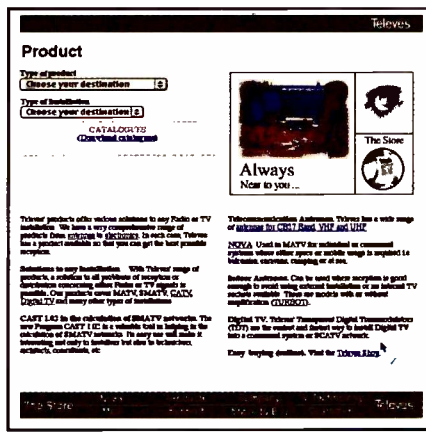 Televes
Product
Type of product
Choose your destination
Type of Installation
Choose your destination
CATALOGUES
(Download catalogues)
Always
Near to you ...
The Store
Televes' products offer various solutions to any Radio or TV
installation. We have a very comprehensive range of
products from antennas to electronics. In each case, Televes
has a product available so that you can get the best possible
reception.
Solutions to any Installation. With Televes' range of
products, a solution to all problems of reception or
distribution concerning either Radio or TV signals is
possible. Our products cover MATV, SMATV, CATV,
Digital TV and many other types of installations.
CAST 1.02 in the calculation of SMATV networks. The
new Program CAST 1.02 is a valuable tool in helping in the
calculation of SMATV networks. Its easy use will make it
interesting not only to installers but also to technicians,
architects, consultants, etc
Telecommunication Antennas. Televes has a wide range
of antennas for CB27 Band, VHF and UHF
NOVA Used in MATV for individual or communal
systems where either space or mobile usage is required i.e
balconies, caravans, camping or at sea.
Indoor Antennas. Can be used where reception is good
enough to avoid using external installation or no internal TV
sockets available. There are models with or without
amplification
Digital TV. Televes' Transparent Digital Transmodulators
(TDT) are the easiest and fastest way to install Digital TV
into a communal system or SCATV network.
Easy buying Visit the Televes Shop
The Store
Televes